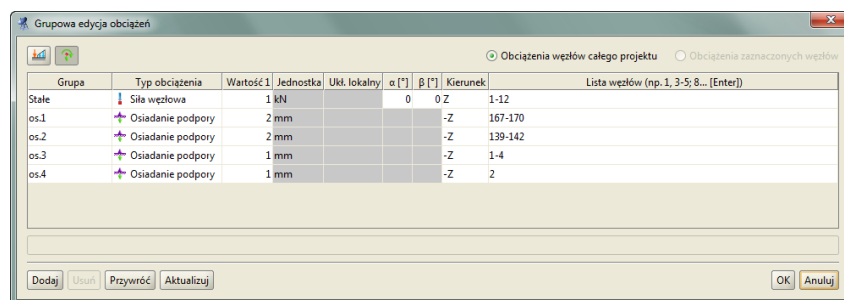 Grupowa edycja obciążeń
Obciążenia węzłów całego projektu Obciążenia zaznaczonych węzłów
Grupa Typ obciążenia Wartość 1 Jednostka Ukł. lokalny α [°] β [°] Kierunek Lista węzłów (np. 1, 3-5; 8... [Enter])
Stałe Siła węzłowa 1 kN 0 0 Z 1-12
os.1 Osiadanie podpory 2 mm -Z 167-170
os.2 Osiadanie podpory 2 mm -Z 139-142
os.3 Osiadanie podpory 1 mm -Z 1-4
os.4 Osiadanie podpory 1 mm -Z 2
Dodaj Usuń Przywróć Aktualizuj OK Anuluj